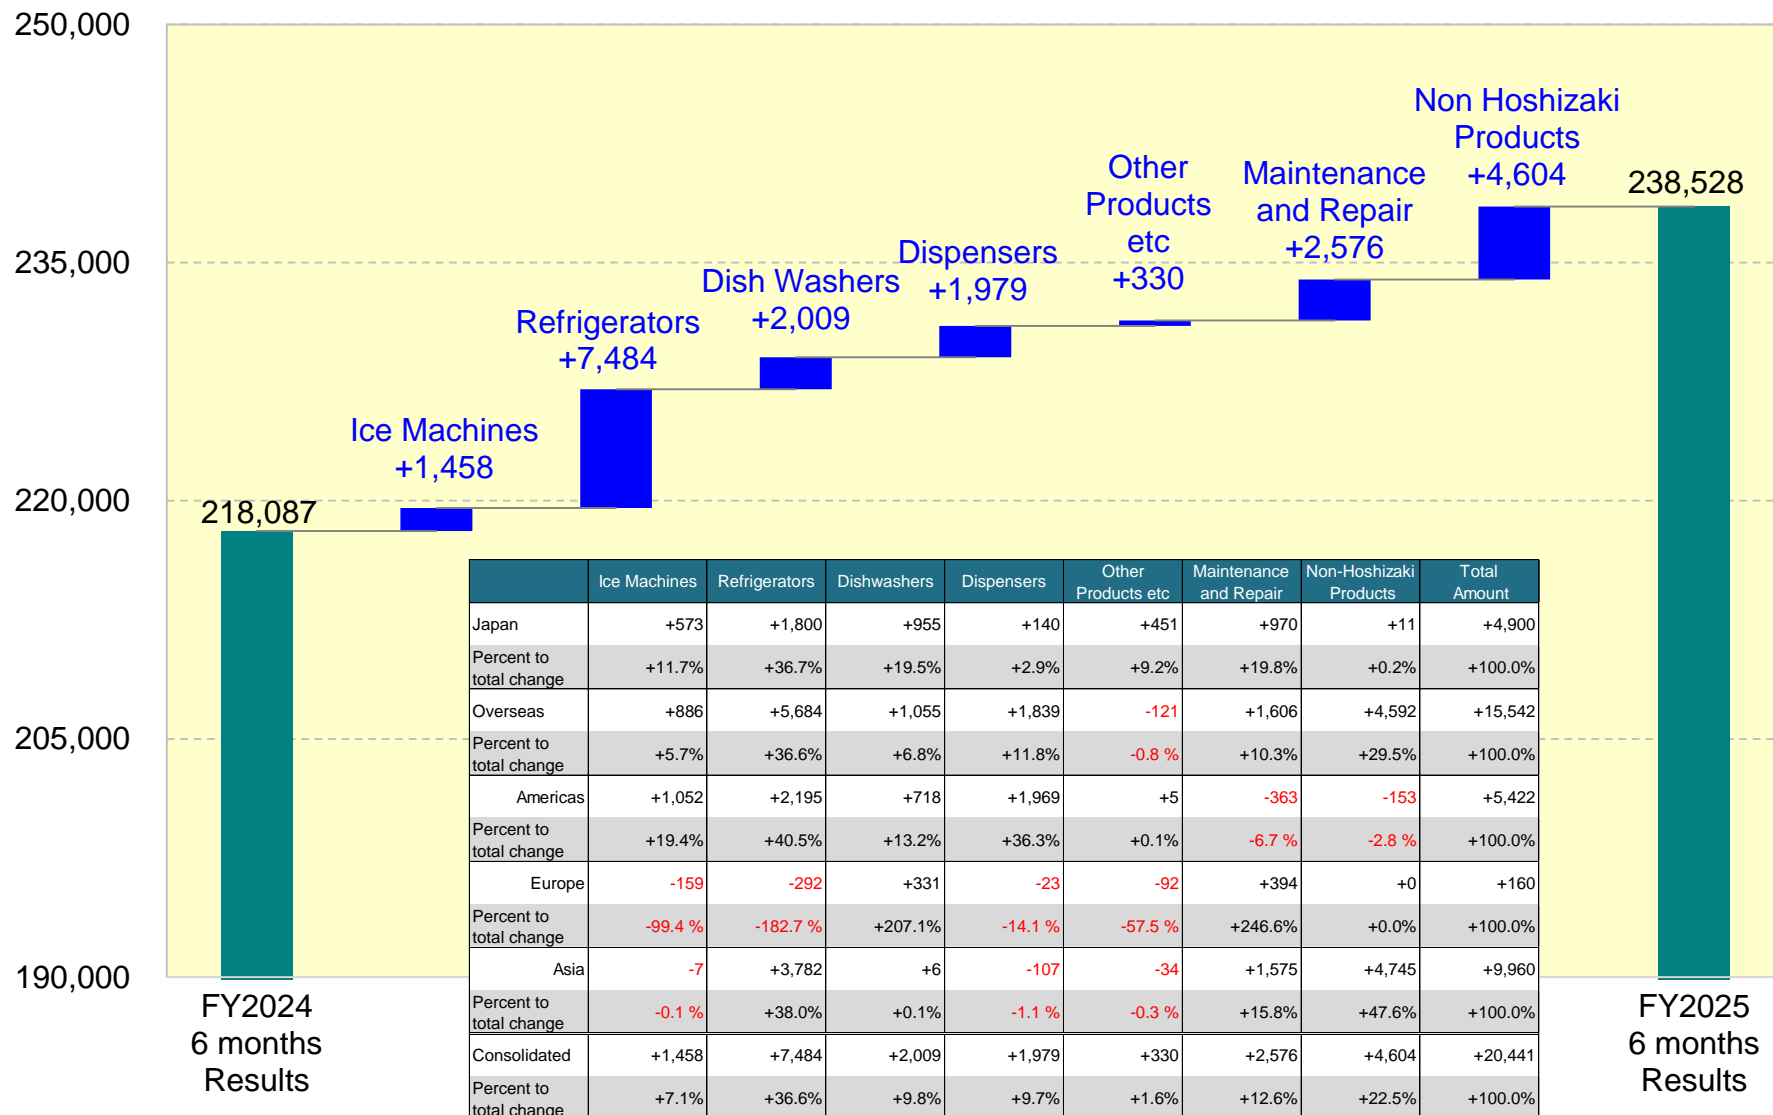 250,000
235,000
220,000
205,000
190,000
218,087
Ice Machines
+1,458
Refrigerators
+7,484
Dish Washers
+2,009
Dispensers
+1,979
Other
Products
etc
+330
Maintenance
and Repair
+2,576
Non Hoshizaki
Products
+4,604
238,528
Ice Machines Refrigerators Dishwashers Dispensers Other Products etc Maintenance and Repair Non-Hoshizaki Products Total Amount
Japan +573 +1,800 +955 +140 +451 +970 +11 +4,900
Percent to total change +11.7% +36.7% +19.5% +2.9% +9.2% +19.8% +0.2% +100.0%
Overseas +886 +5,684 +1,055 +1,839 -121 +1,606 +4,592 +15,542
Percent to total change +5.7% +36.6% +6.8% +11.8% -0.8 % +10.3% +29.5% +100.0%
Americas +1,052 +2,195 +718 +1,969 +5 -363 -153 +5,422
Percent to total change +19.4% +40.5% +13.2% +36.3% +0.1% -6.7 % -2.8 % +100.0%
Europe -159 -292 +331 -23 -92 +394 +0 +160
Percent to total change -99.4 % -182.7 % +207.1% -14.1 % -57.5 % +246.6% +0.0% +100.0%
Asia -7 +3,782 +6 -107 -34 +1,575 +4,745 +9,960
Percent to total change -0.1 % +38.0% +0.1% -1.1 % -0.3 % +15.8% +47.6% +100.0%
Consolidated +1,458 +7,484 +2,009 +1,979 +330 +2,576 +4,604 +20,441
Percent to total change +7.1% +36.6% +9.8% +9.7% +1.6% +12.6% +22.5% +100.0%
FY2024
6 months
Results
FY2025
6 months
Results